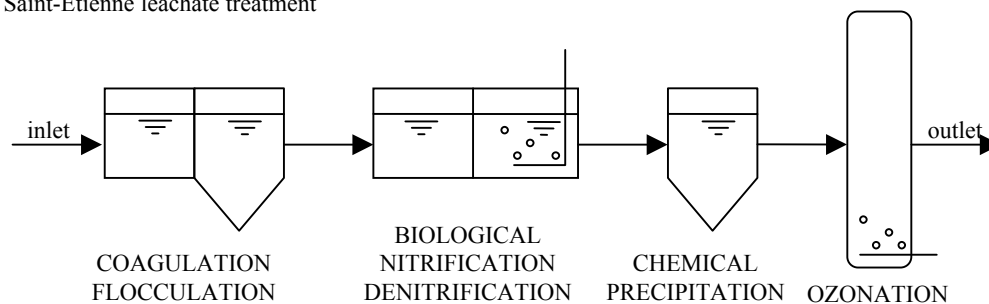 Saint-Etienne leachate treatment
inlet
outlet
COAGULATION
FLOCCULATION
BIOLOGICAL
NITRIFICATION
DENITRIFICATION
CHEMICAL
PRECIPITATION
OZONATION